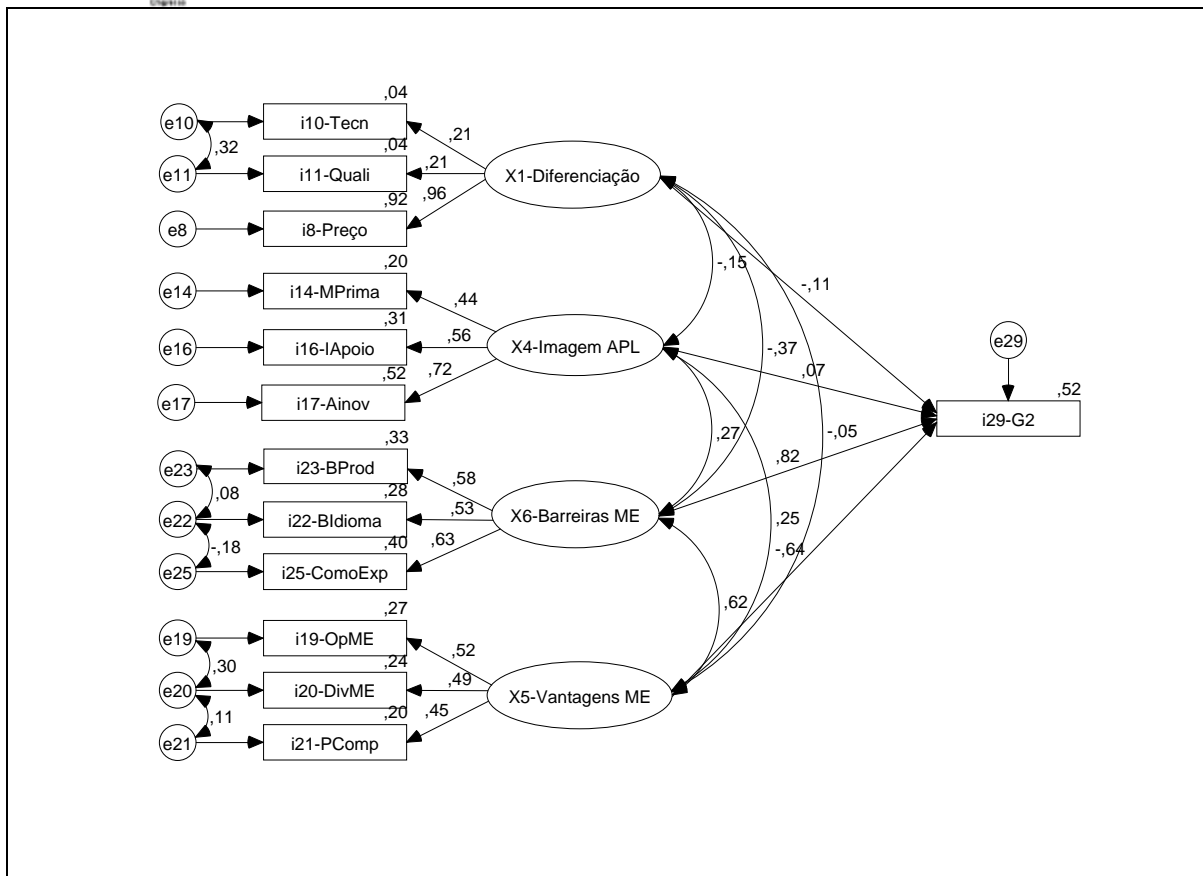 ,04
e10
i10-Tecn
,21
,32
,04
e11
i11-Quali
,21
X1-Diferenciação
,92
,96
e8
i8-Preço
-,15
-,11
,20
e14
i14-MPrima
,44
,31
e16
i16-IApoio
,56
X4-Imagem APL
-,37
e29
,52
,72
,07
e17
i17-Ainov
,52
i29-G2
,33
,27
-,05
e23
i23-BProd
,58
,82
,08
,28
e22
i22-BIdioma
,53
X6-Barreiras ME
,25
-,18
,40
,63
-,64
e25
i25-ComoExp
,62
,27
e19
i19-OpME
,52
,30
,24
e20
i20-DivME
,49
X5-Vantagens ME
,11
,20
,45
e21
i21-PComp